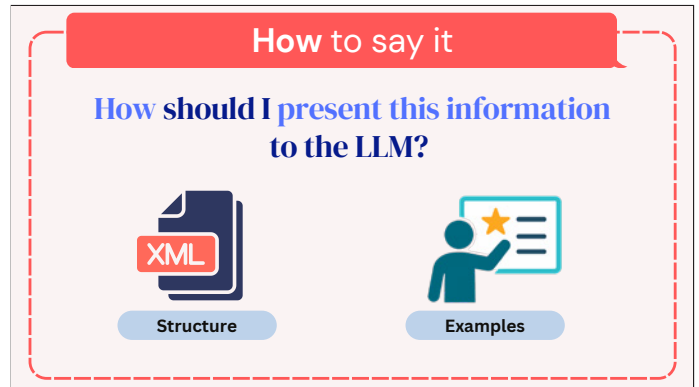 How to say it
How should I present this information
to the LLM?
XML
Structure
Examples